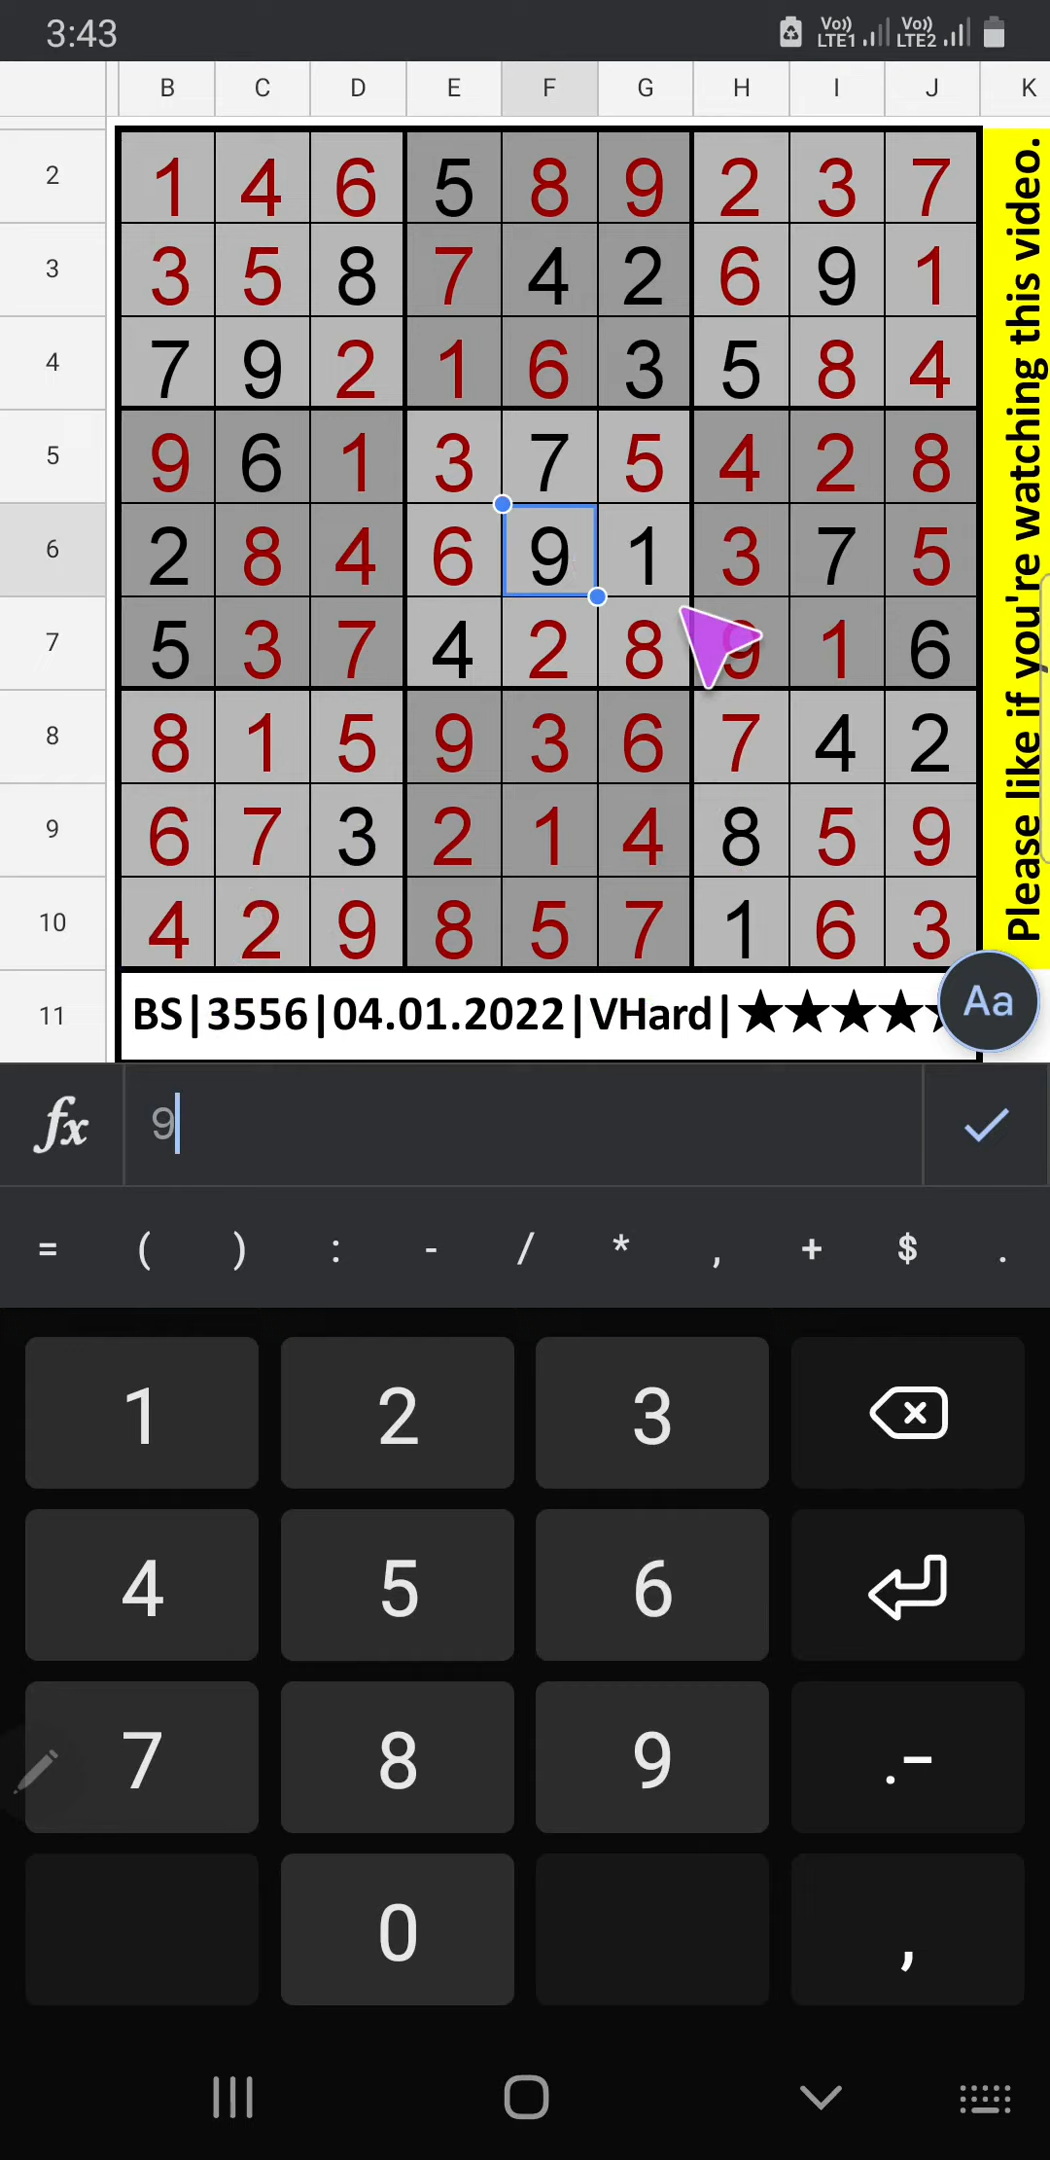 3:43 Vo)) LTE1 Vo)) LTE2
B C D E F G H I J K
2 1 4 6 5 8 9 2 3 7
3 3 5 8 7 4 2 6 9 1
4 7 9 2 1 6 3 5 8 4
5 9 6 1 3 7 5 4 2 8
6 2 8 4 6 9 1 3 7 5
7 5 3 7 4 2 8 9 1 6
8 8 1 5 9 3 6 7 4 2
9 6 7 3 2 1 4 8 5 9
10 4 2 9 8 5 7 1 6 3
Please like if you're watching this video.
11 BS|3556|04.01.2022|VHard|★★★★★
Aa
fx 9
= ( ) : - / * , + $ .
1 2 3
4 5 6
7 8 9 .-
0 ,